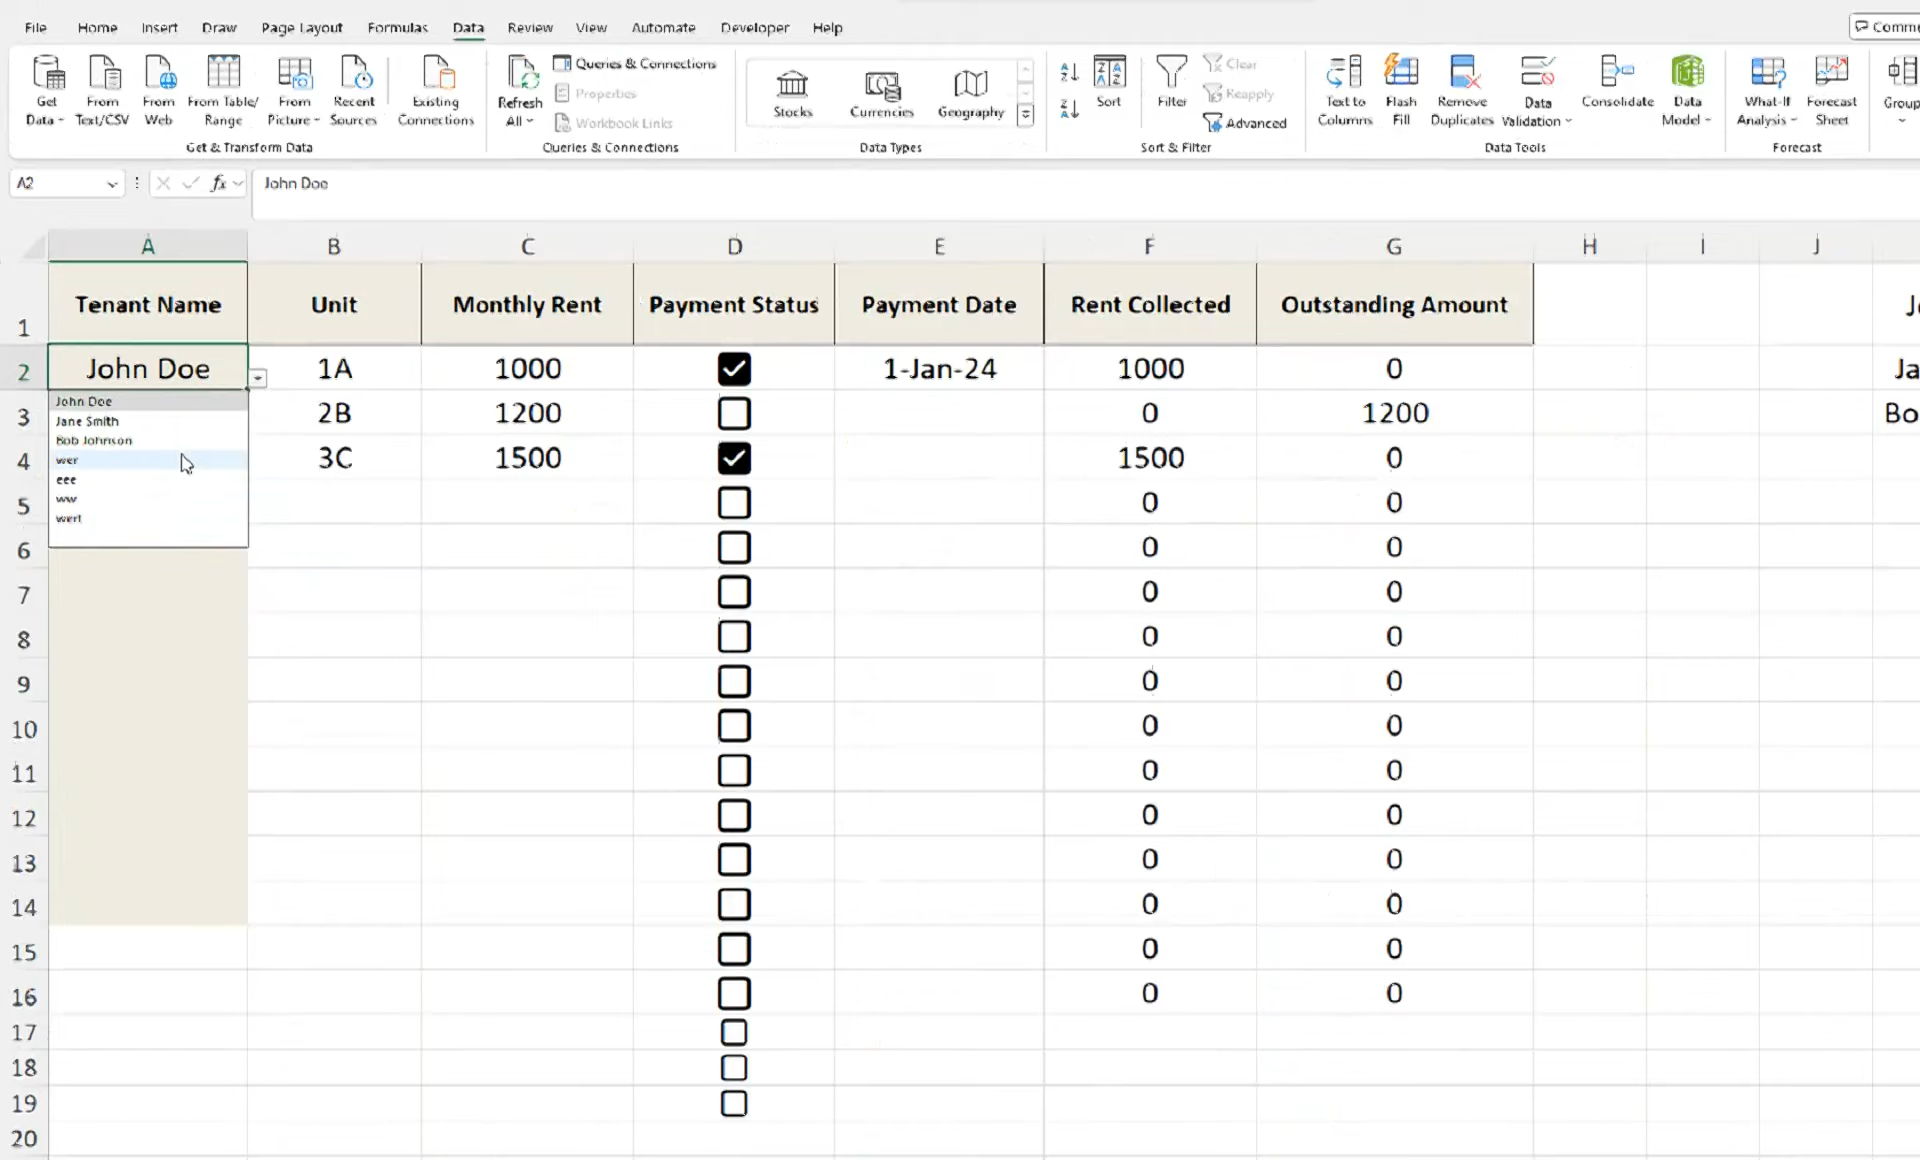 File Home Insert Draw Page Layout Formulas Data Review View Automate Developer Help
Get Data From Text/CSV From Web From Table/Range From Picture Recent Sources Existing Connections
Get & Transform Data
Refresh All Queries & Connections
Properties
Workbook Links
Queries & Connections
Stocks Currencies Geography
Data Types
Sort Filter Clear
Reapply
Advanced
Sort & Filter
Text to Columns Flash Fill Remove Duplicates Data Validation Consolidate Data Model
Data Tools
What-If Analysis Forecast Sheet
Forecast
Group
A2 fx John Doe
A B C D E F G H I J
1 Tenant Name Unit Monthly Rent Payment Status Payment Date Rent Collected Outstanding Amount
2 John Doe 1A 1000 1-Jan-24 1000 0 Ja
John Doe
Jane Smith
Bob Johnson
wer
eee
ww
wert
3 2B 1200 0 1200 Bo
4 3C 1500 1500 0
5 0 0
6 0 0
7 0 0
8 0 0
9 0 0
10 0 0
11 0 0
12 0 0
13 0 0
14 0 0
15 0 0
16 0 0
17
18
19
20